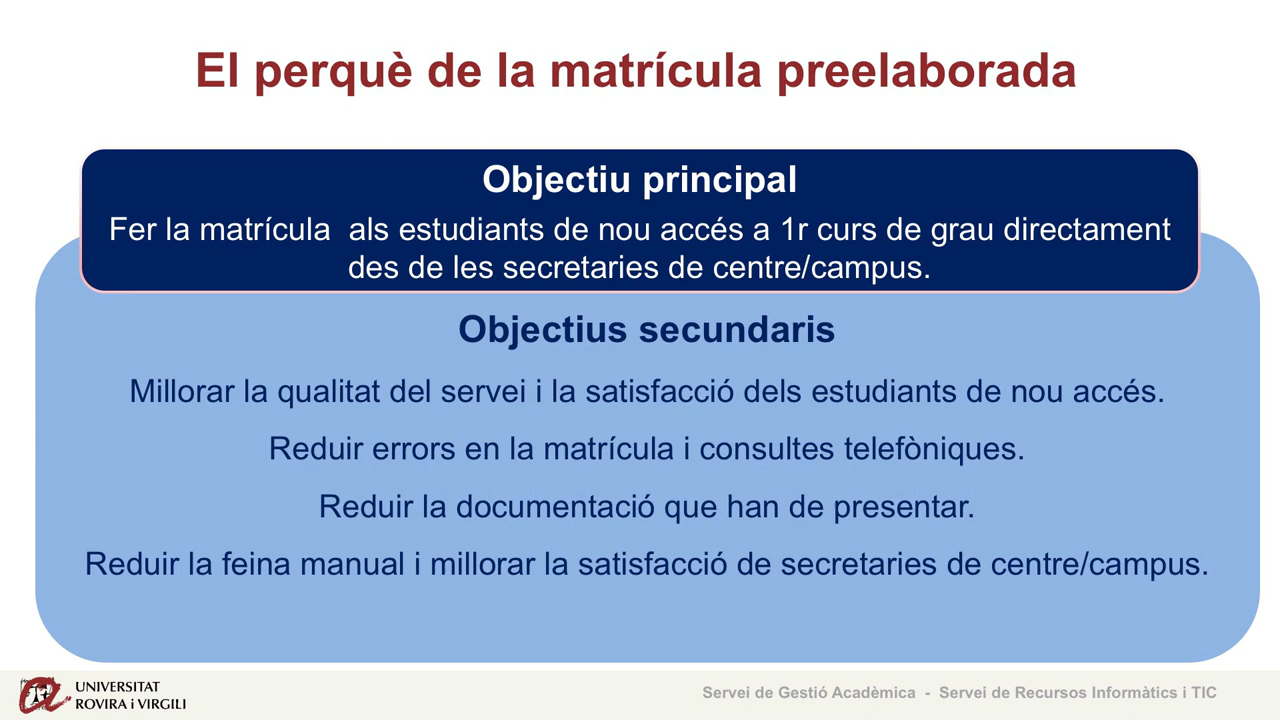 El perquè de la matrícula preelaborada
Objectiu principal
Fer la matrícula  als estudiants de nou accés a 1r curs de grau directament
des de les secretaries de centre/campus.
Objectius secundaris
Millorar la qualitat del servei i la satisfacció dels estudiants de nou accés.
Reduir errors en la matrícula i consultes telefòniques.
Reduir la documentació que han de presentar.
Reduir la feina manual i millorar la satisfacció de secretaries de centre/campus.
UNIVERSITAT
ROVIRA i VIRGILI
Servei de Gestió Acadèmica  -  Servei de Recursos Informàtics i TIC